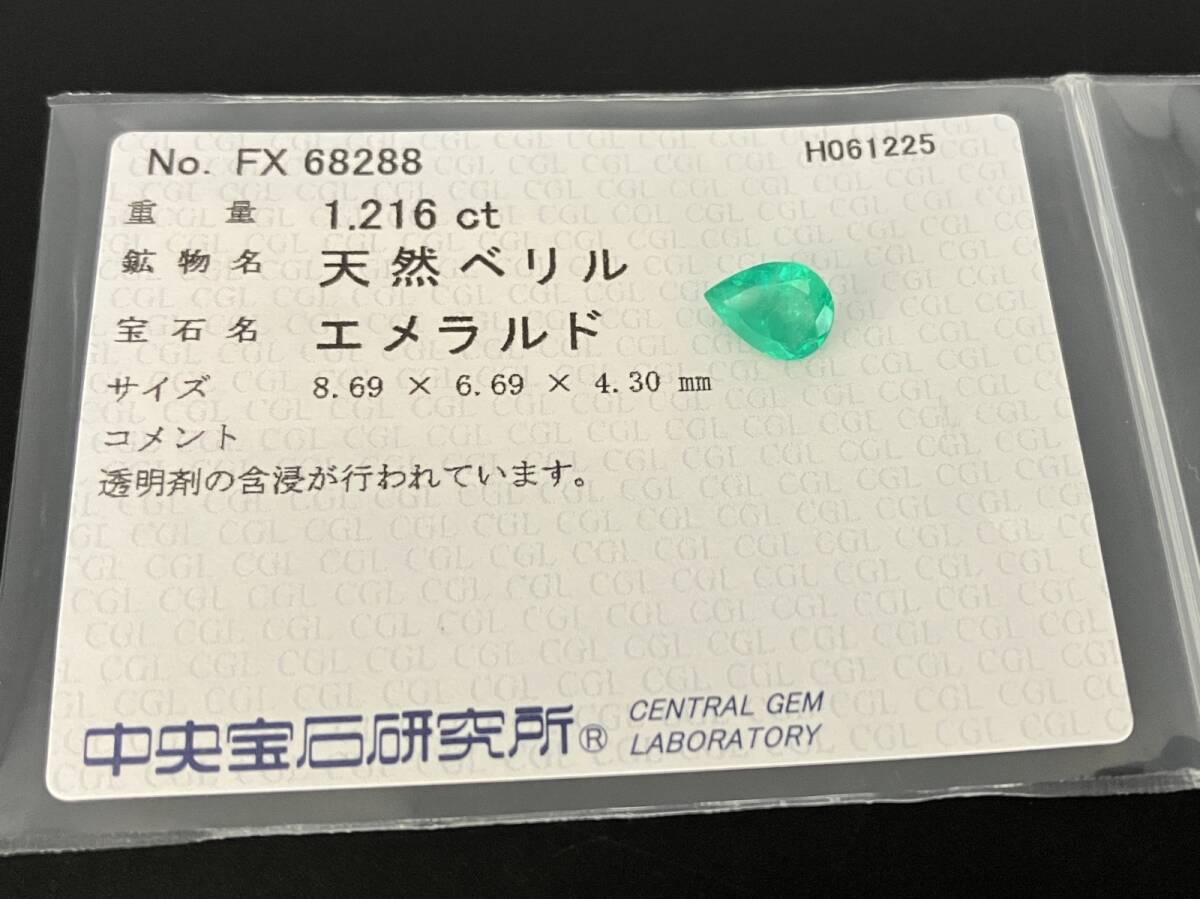 No. FX 68288 H061225
重量 1.216 ct
鉱物名 天然ベリル
宝石名 エメラルド
サイズ 8.69 × 6.69 × 4.30 mm
コメント
透明剤の含浸が行われています。
中央宝石研究所® CENTRAL GEM
LABORATORY